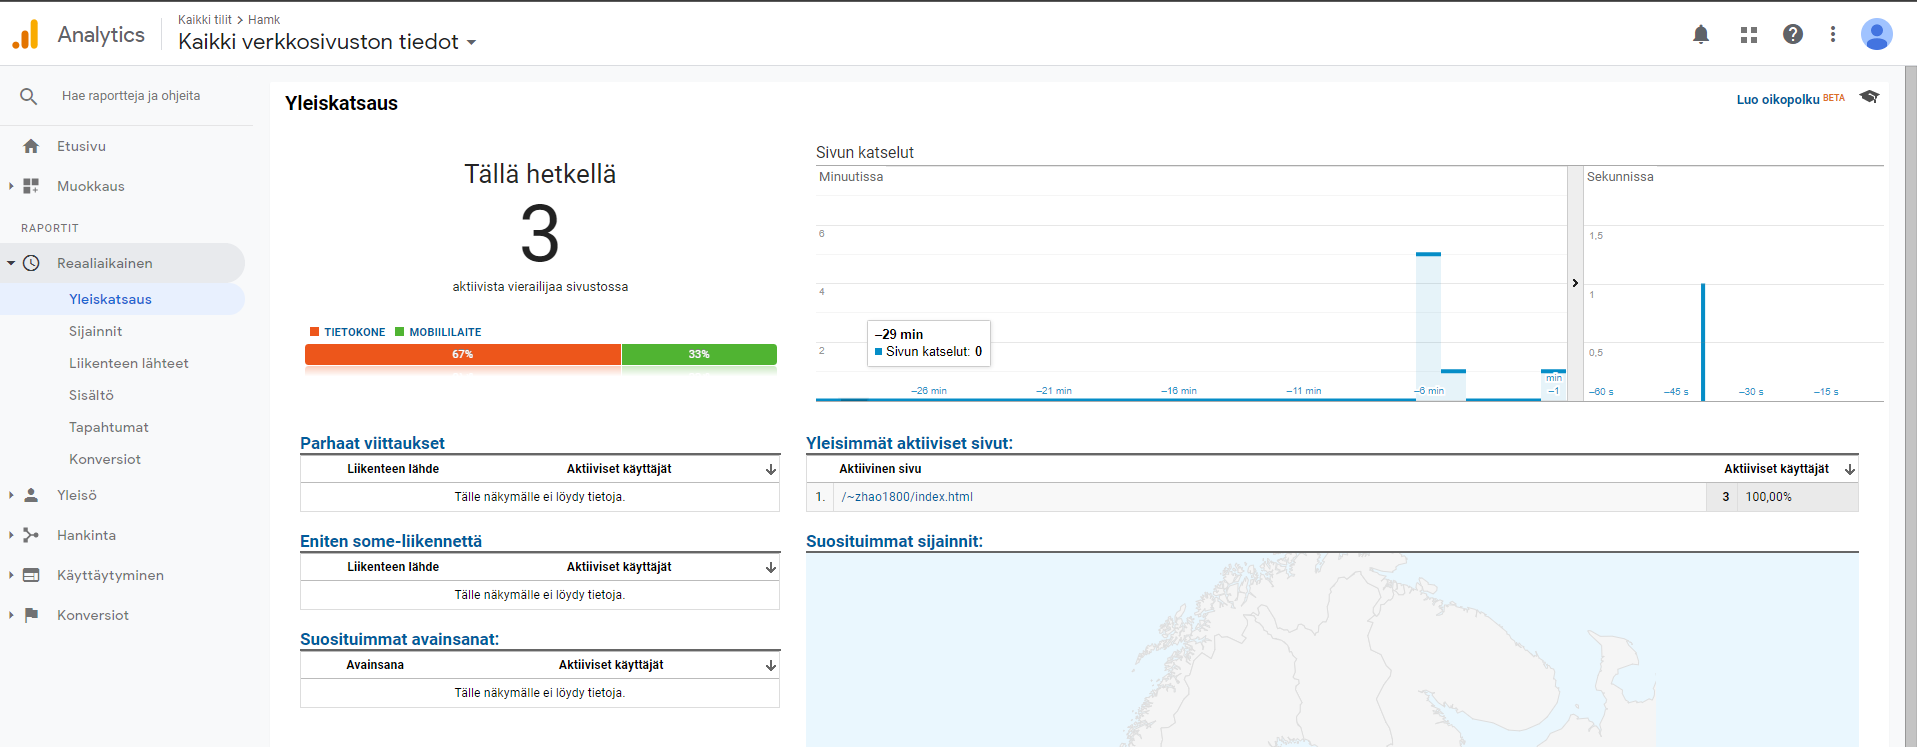 Analytics
Kaikki tilit > Hamk
Kaikki verkkosivuston tiedot
Hae raportteja ja ohjeita
Etusivu
Muokkaus
RAPORTIT
Reaaliaikainen
Yleiskatsaus
Sijainnit
Liikenteen lähteet
Sisältö
Tapahtumat
Konversiot
Yleisö
Hankinta
Käyttäytyminen
Konversiot
Yleiskatsaus
Luo oikopolku BETA
Tällä hetkellä
3
aktiivista vierailijaa sivustossa
TIETOKONE MOBIILILAITE
67% 33%
Sivun katselut
Minuutissa
6
4
2
–29 min
Sivun katselut: 0
–26 min –21 min –16 min –11 min –6 min
min
–1
Sekunnissa
1,5
1
0,5
–60 s –45 s –30 s –15 s
Parhaat viittaukset
Liikenteen lähde Aktiiviset käyttäjät
Tälle näkymälle ei löydy tietoja.
Eniten some-liikennettä
Liikenteen lähde Aktiiviset käyttäjät
Tälle näkymälle ei löydy tietoja.
Suosituimmat avainsanat:
Avainsana Aktiiviset käyttäjät
Tälle näkymälle ei löydy tietoja.
Yleisimmät aktiiviset sivut:
Aktiivinen sivu Aktiiviset käyttäjät
1. /~zhao1800/index.html 3 100,00%
Suosituimmat sijainnit: